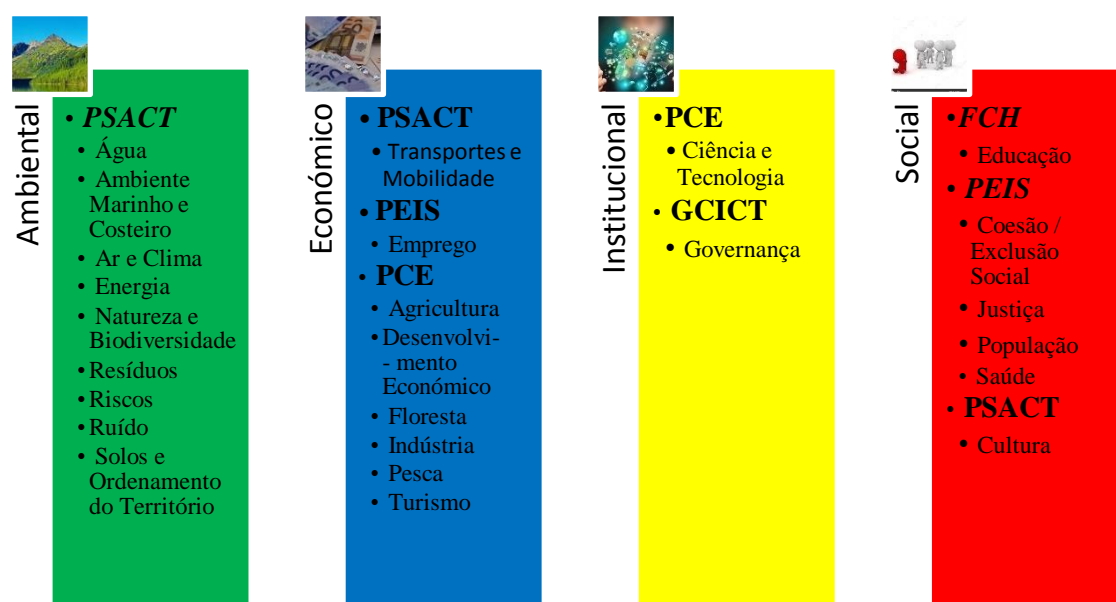 Ambiental
• PSACT
• Água
• Ambiente
Marinho e
Costeiro
• Ar e Clima
• Energia
• Natureza e
Biodiversidade
•Resíduos
•Riscos
•Ruído
• Solos e
Ordenamento
do Território
Económico
• PSACT
• Transportes e
Mobilidade
• PEIS
• Emprego
• PCE
• Agricultura
•Desenvolvi-
- mento
Económico
• Floresta
• Indústria
• Pesca
• Turismo
Institucional
•PCE
• Ciência e
Tecnologia
• GCICT
• Governança
Social
•FCH
• Educação
• PEIS
• Coesão /
Exclusão
Social
• Justiça
• População
• Saúde
• PSACT
• Cultura